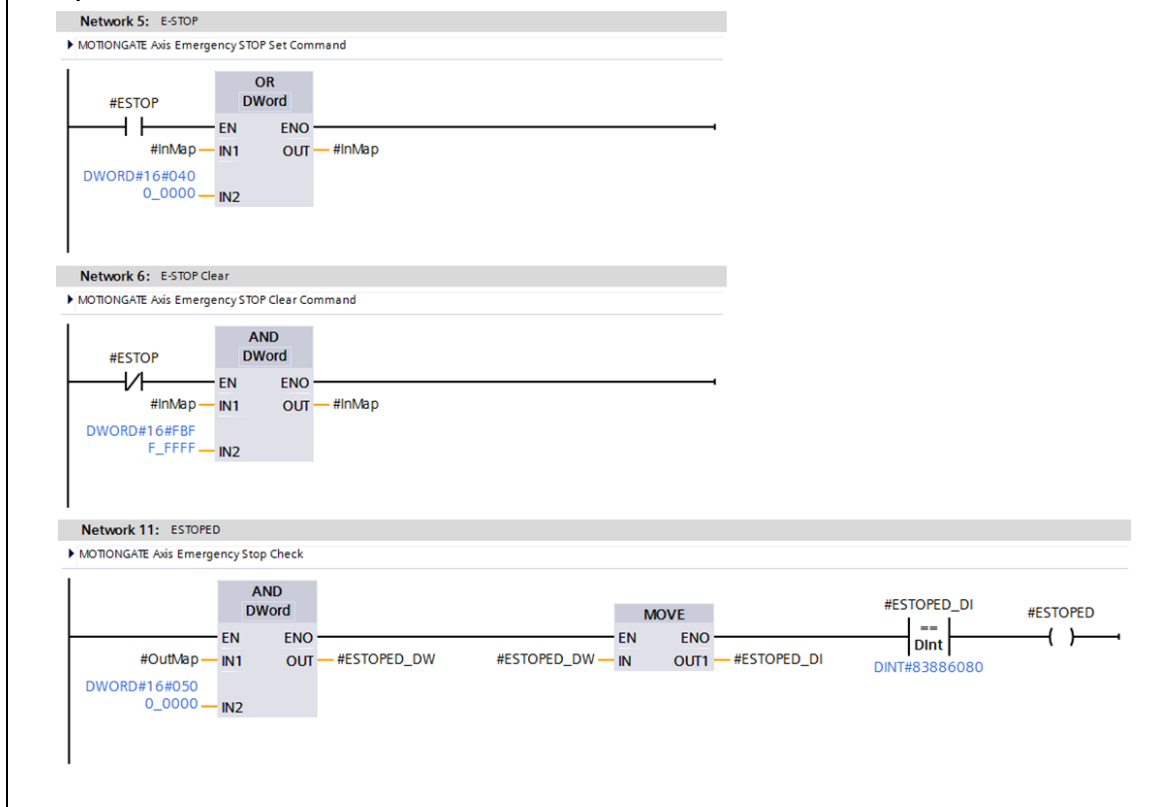 Network 5: E-STOP
MOTIONGATE Axis Emergency STOP Set Command
OR
#ESTOP
DWord
EN ENO
#InMap IN1 OUT #InMap
DWORD#16#040
0_0000 IN2
Network 6: E-STOP Clear
MOTIONGATE Axis Emergency STOP Clear Command
AND
#ESTOP
DWord
EN ENO
#InMap IN1 OUT #InMap
DWORD#16#FBF
F_FFFF IN2
Network 11: ESTOPED
MOTIONGATE Axis Emergency Stop Check
AND
DWord
MOVE
#ESTOPED_DI
#ESTOPED
EN ENO EN ENO
==
DInt
#OutMap IN1 OUT #ESTOPED_DW #ESTOPED_DW IN OUT1 #ESTOPED_DI
DINT#83886080
DWORD#16#050
0_0000 IN2